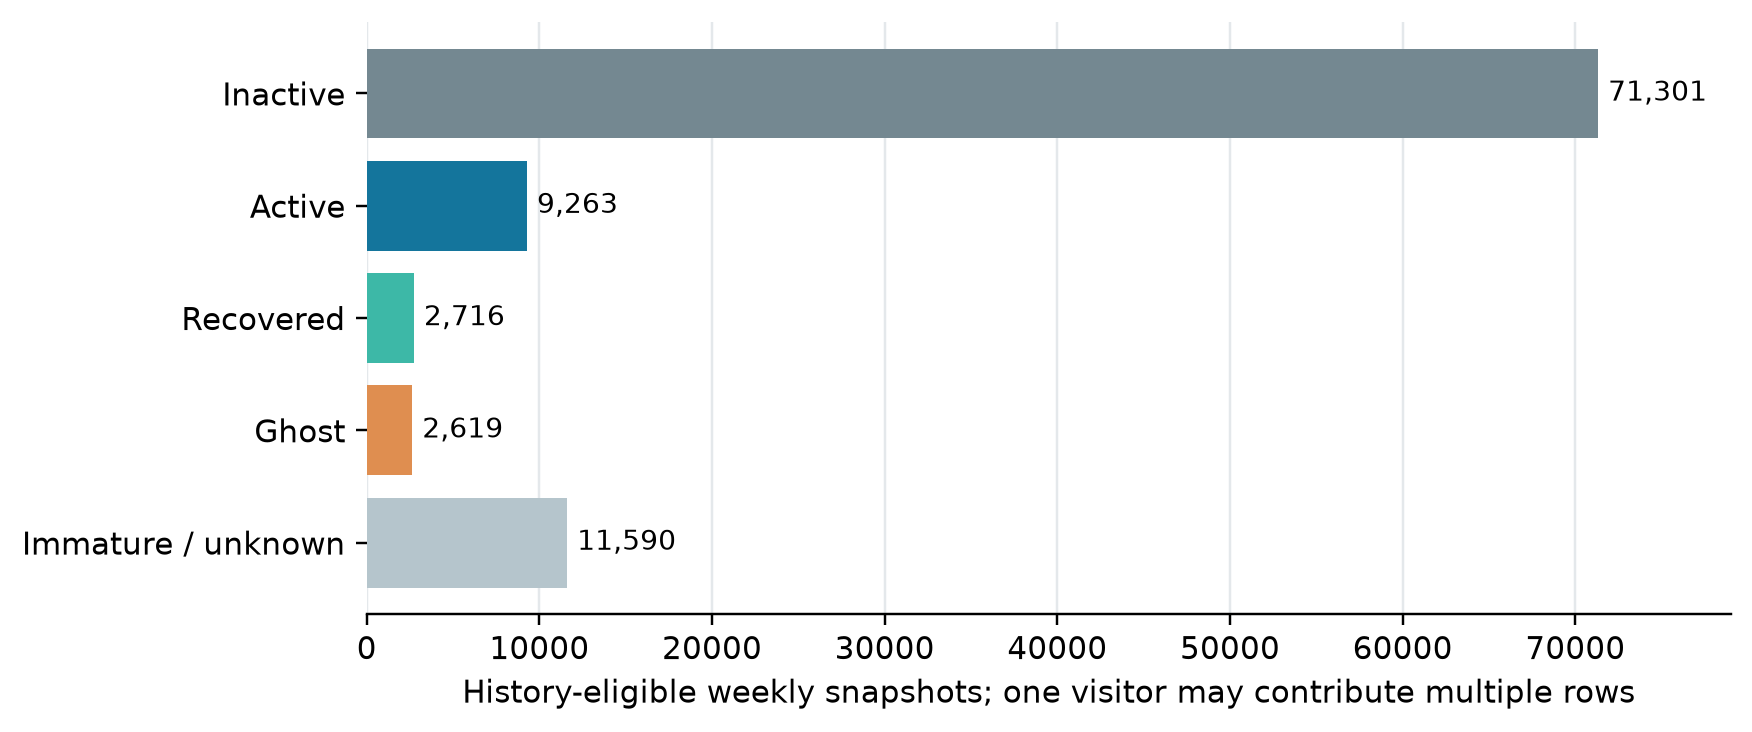 Inactive 71,301
Active 9,263
Recovered 2,716
Ghost 2,619
Immature / unknown 11,590
0 10000 20000 30000 40000 50000 60000 70000
History-eligible weekly snapshots; one visitor may contribute multiple rows